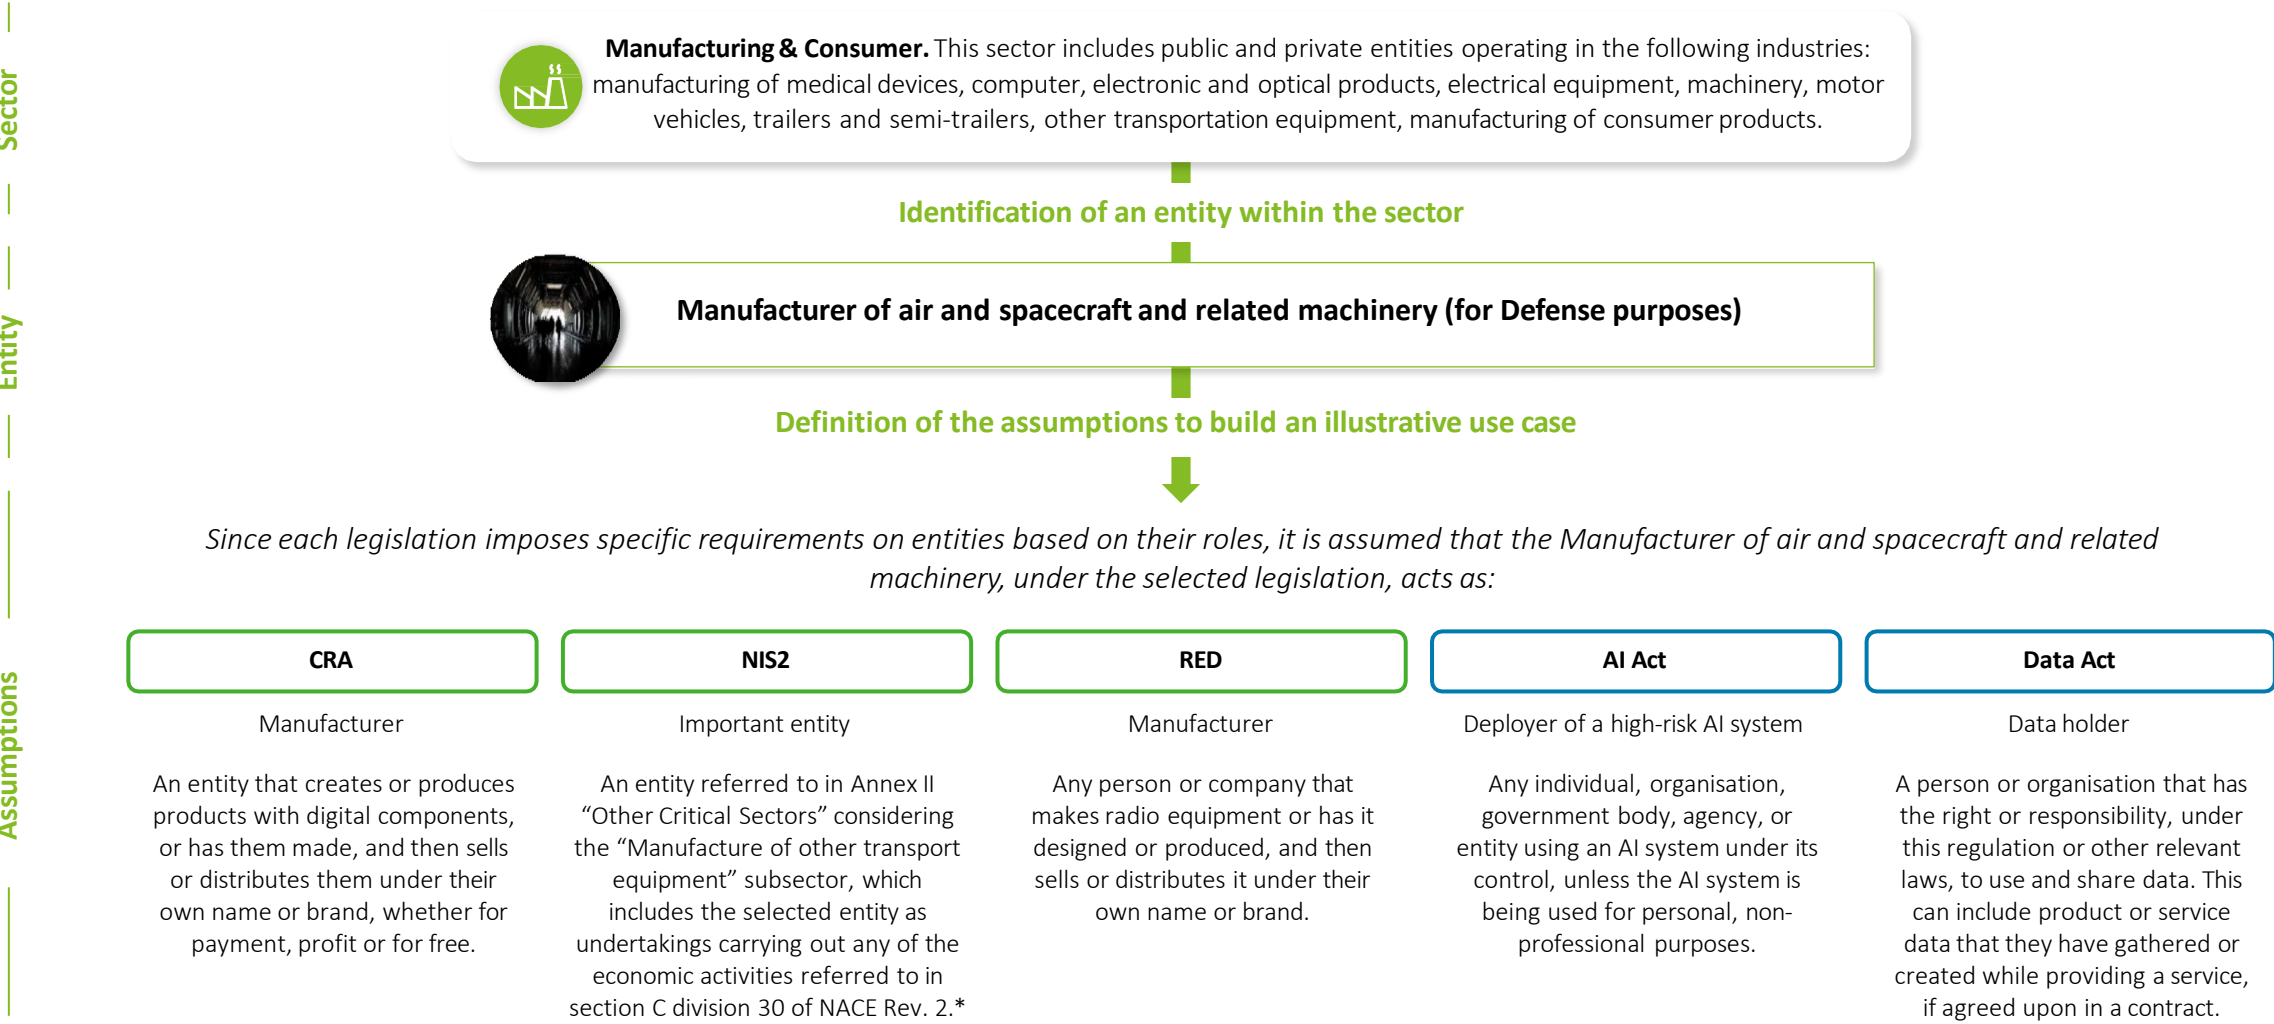 Sector
Manufacturing & Consumer. This sector includes public and private entities operating in the following industries:
manufacturing of medical devices, computer, electronic and optical products, electrical equipment, machinery, motor
vehicles, trailers and semi-trailers, other transportation equipment, manufacturing of consumer products.
Identification of an entity within the sector
Entity
Manufacturer of air and spacecraft and related machinery (for Defense purposes)
Definition of the assumptions to build an illustrative use case
Assumptions
Since each legislation imposes specific requirements on entities based on their roles, it is assumed that the Manufacturer of air and spacecraft and related
machinery, under the selected legislation, acts as:
CRA
Manufacturer
An entity that creates or produces
products with digital components,
or has them made, and then sells
or distributes them under their
own name or brand, whether for
payment, profit or for free.
NIS2
Important entity
An entity referred to in Annex II
“Other Critical Sectors” considering
the “Manufacture of other transport
equipment” subsector, which
includes the selected entity as
undertakings carrying out any of the
economic activities referred to in
section C division 30 of NACE Rev. 2.*
RED
Manufacturer
Any person or company that
makes radio equipment or has it
designed or produced, and then
sells or distributes it under their
own name or brand.
AI Act
Deployer of a high-risk AI system
Any individual, organisation,
government body, agency, or
entity using an AI system under its
control, unless the AI system is
being used for personal, non-
professional purposes.
Data Act
Data holder
A person or organisation that has
the right or responsibility, under
this regulation or other relevant
laws, to use and share data. This
can include product or service
data that they have gathered or
created while providing a service,
if agreed upon in a contract.